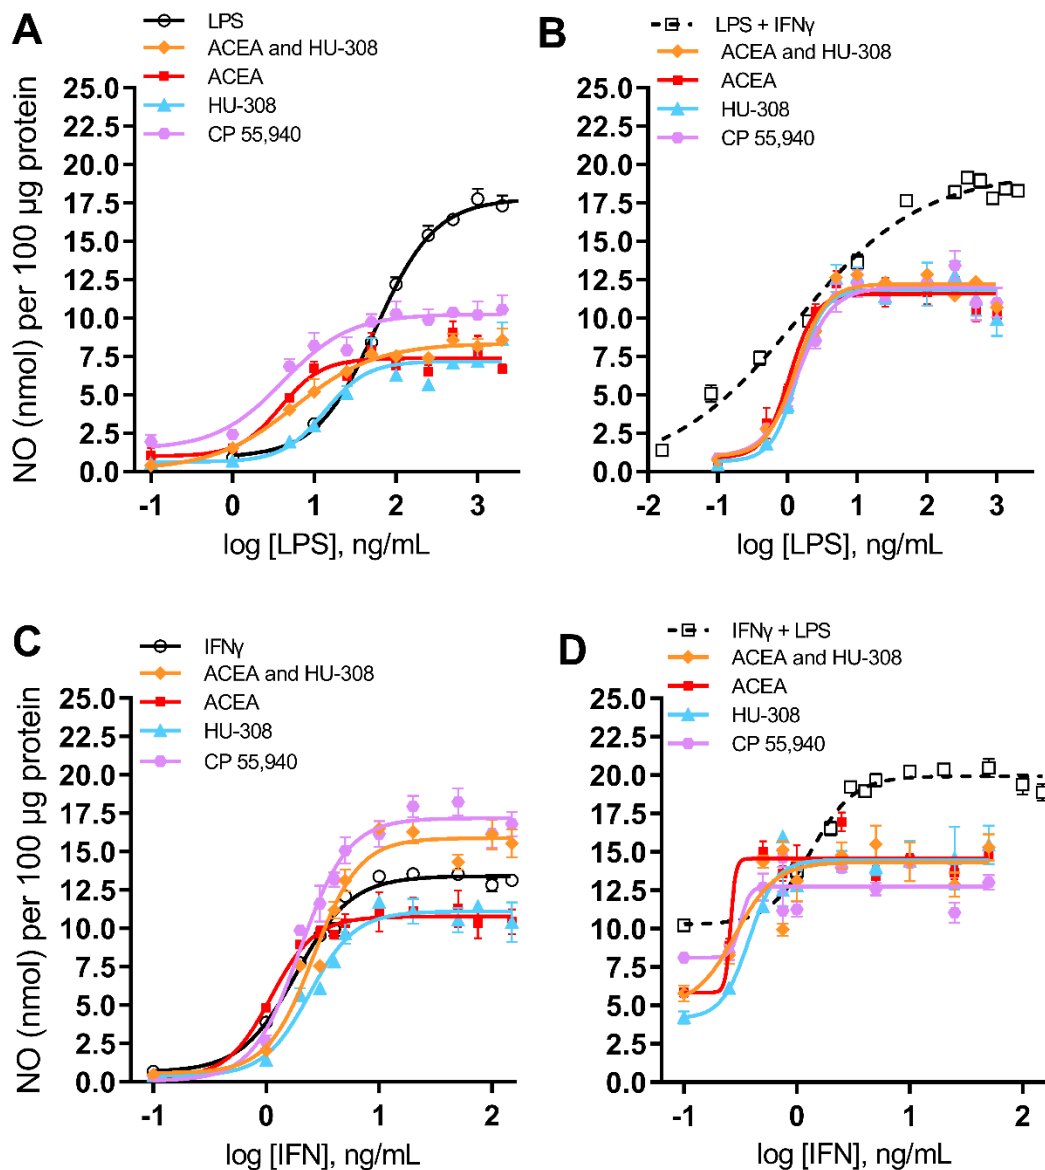 A
LPS
ACEA and HU-308
ACEA
HU-308
CP 55,940
NO (nmol) per 100 µg protein
25.0
22.5
20.0
17.5
15.0
12.5
10.0
7.5
5.0
2.5
0.0
-1 0 1 2 3
log [LPS], ng/mL
B
LPS + IFNγ
ACEA and HU-308
ACEA
HU-308
CP 55,940
25.0
22.5
20.0
17.5
15.0
12.5
10.0
7.5
5.0
2.5
0.0
-2 -1 0 1 2 3
log [LPS], ng/mL
C
IFNγ
ACEA and HU-308
ACEA
HU-308
CP 55,940
NO (nmol) per 100 µg protein
25.0
22.5
20.0
17.5
15.0
12.5
10.0
7.5
5.0
2.5
0.0
-1 0 1 2
log [IFN], ng/mL
D
IFNγ + LPS
ACEA and HU-308
ACEA
HU-308
CP 55,940
25.0
22.5
20.0
17.5
15.0
12.5
10.0
7.5
5.0
2.5
0.0
-1 0 1 2
log [IFN], ng/mL